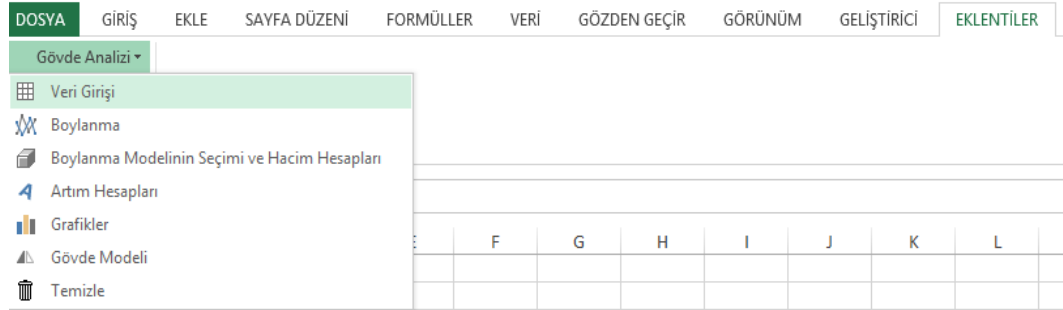 DOSYA GİRİŞ EKLE SAYFA DÜZENİ FORMÜLLER VERİ GÖZDEN GEÇİR GÖRÜNÜM GELİŞTİRİCİ EKLENTİLER
Gövde Analizi
Veri Girişi
Boylanma
Boylanma Modelinin Seçimi ve Hacim Hesapları
Artım Hesapları
Grafikler
F G H I J K L
Gövde Modeli
Temizle